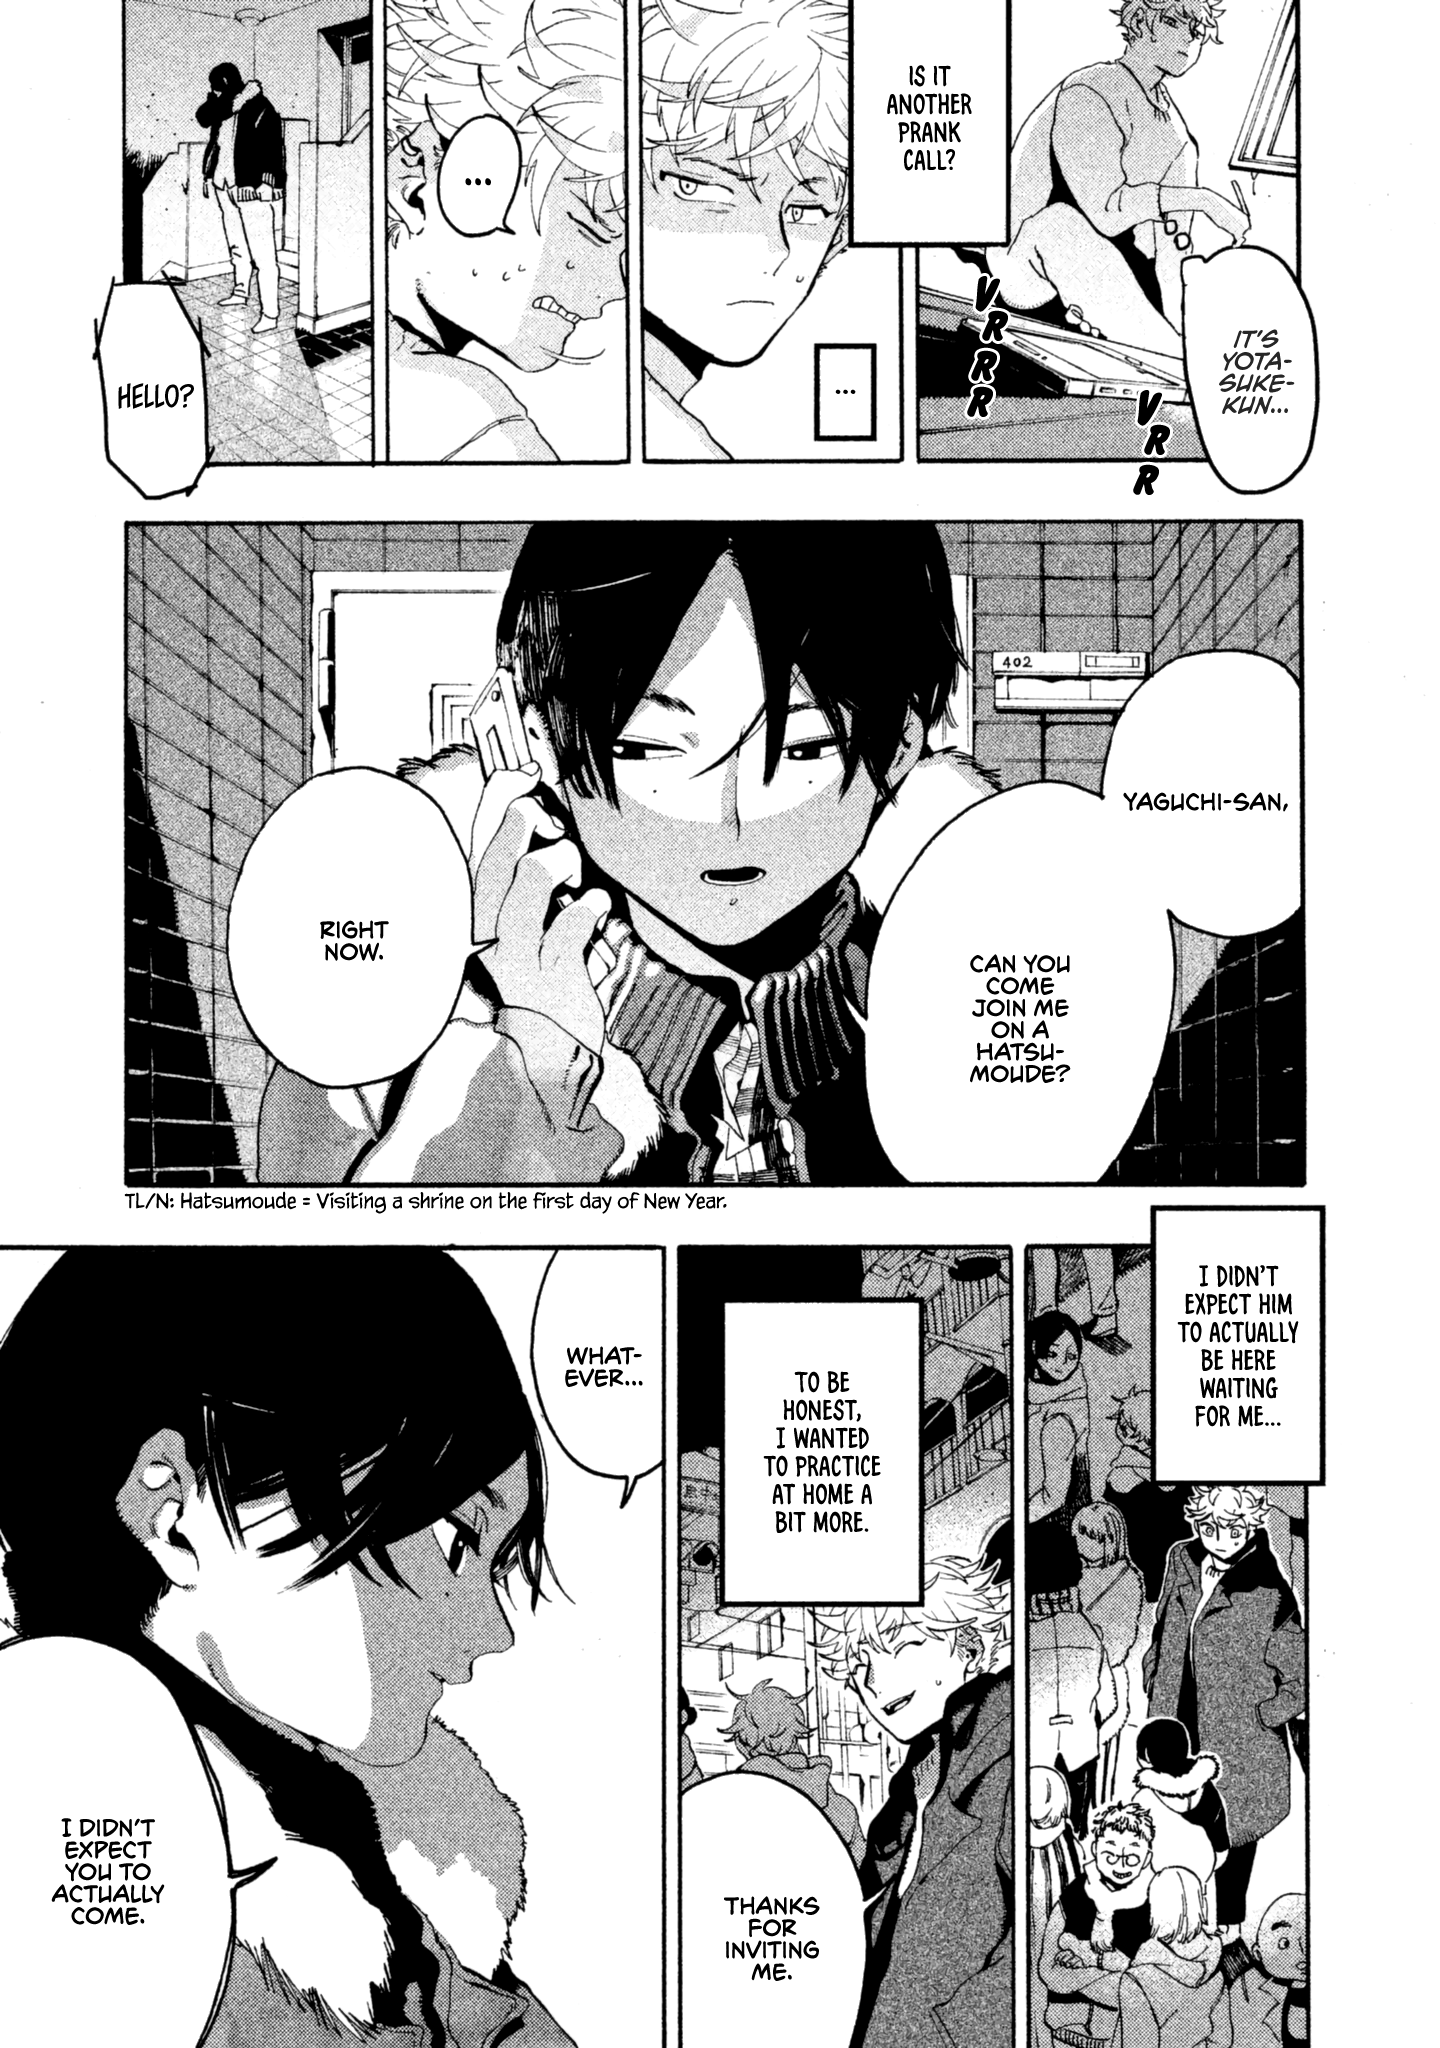 IT'S
YOTA-
SUKE-
KUN...
VRRR
VRR
IS IT
ANOTHER
PRANK
CALL?
...
...
HELLO?
402
YAGUCHI-SAN,
CAN YOU
COME
JOIN ME
ON A
HATSU-
MOUDE?
RIGHT
NOW.
TL/N: Hatsumoude = Visiting a shrine on the first day of New Year.
I DIDN'T
EXPECT HIM
TO ACTUALLY
BE HERE
WAITING
FOR ME...
TO BE
HONEST,
I WANTED
TO PRACTICE
AT HOME A
BIT MORE.
THANKS
FOR
INVITING
ME.
WHAT-
EVER...
I DIDN'T
EXPECT
YOU TO
ACTUALLY
COME.